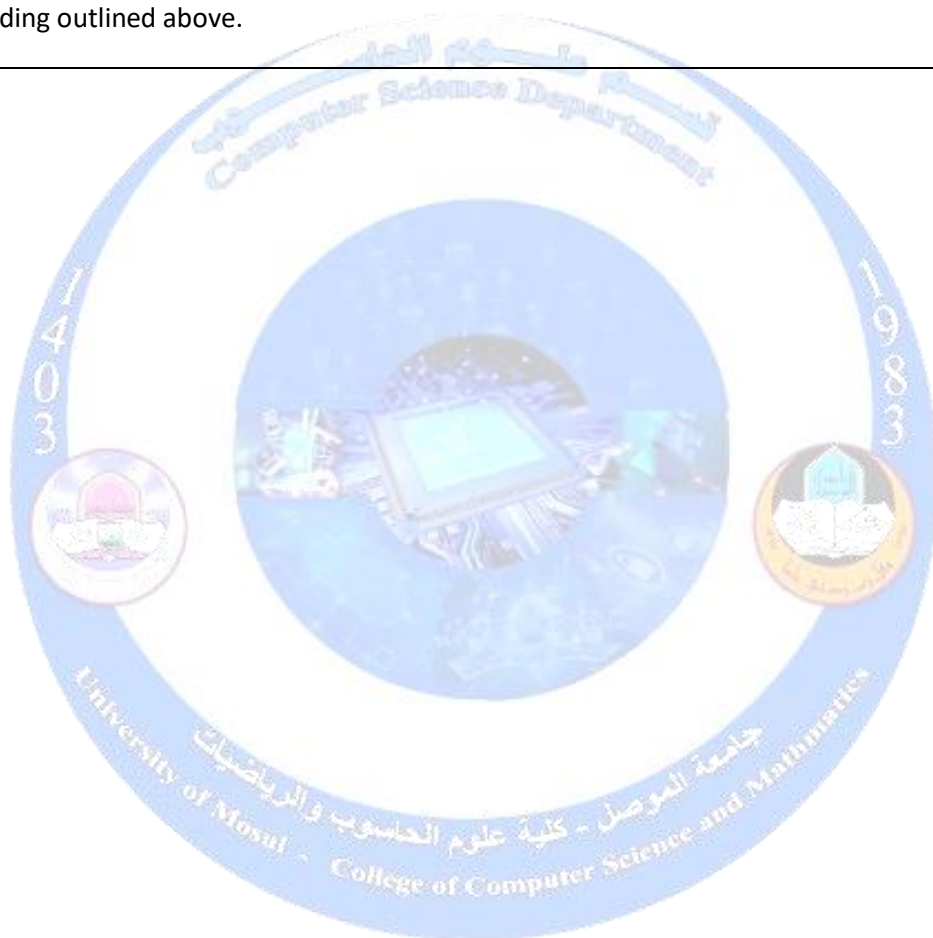 ding outlined above.
قسم علوم الحاسوب
Computer Science Department
1403
1983
جامعة الموصل - كلية علوم الحاسوب والرياضيات
University of Mosul - College of Computer Science and Mathmatics